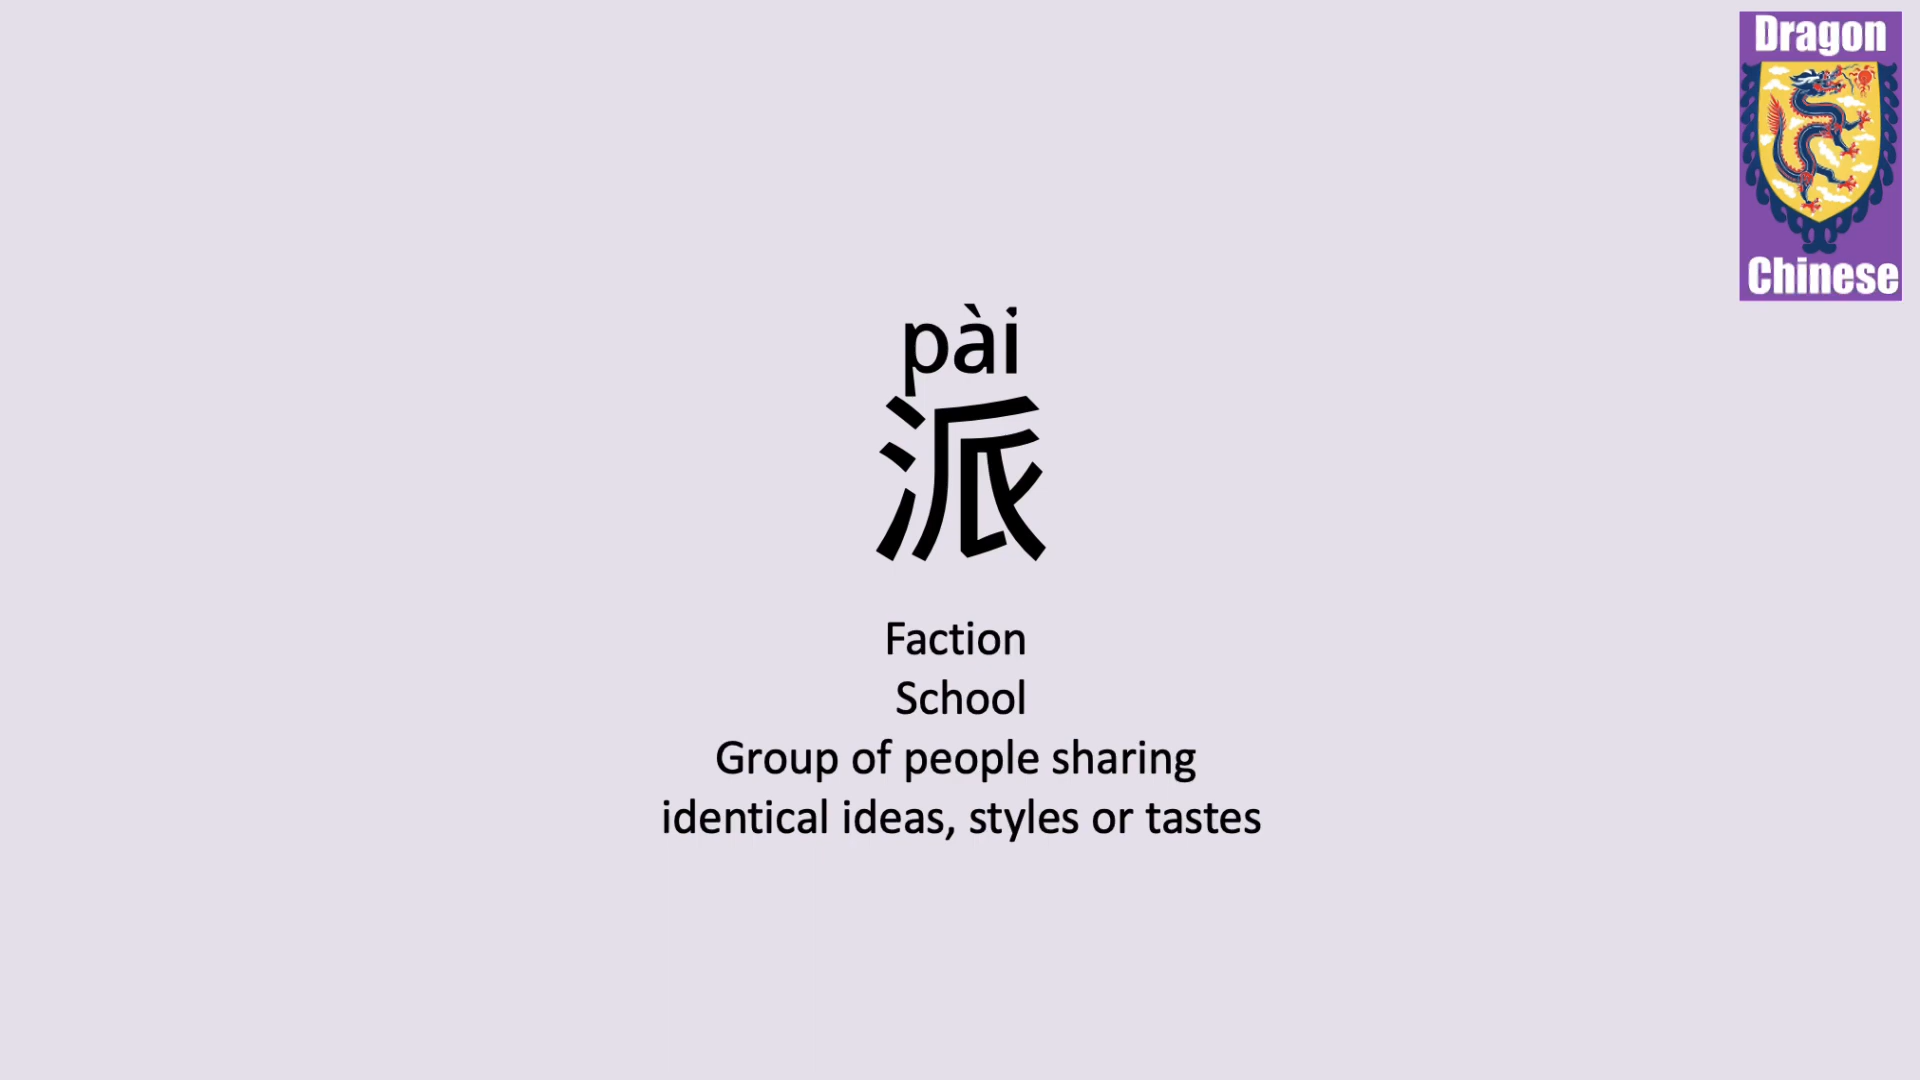 Dragon
Chinese
pài
派
Faction
School
Group of people sharing
identical ideas, styles or tastes